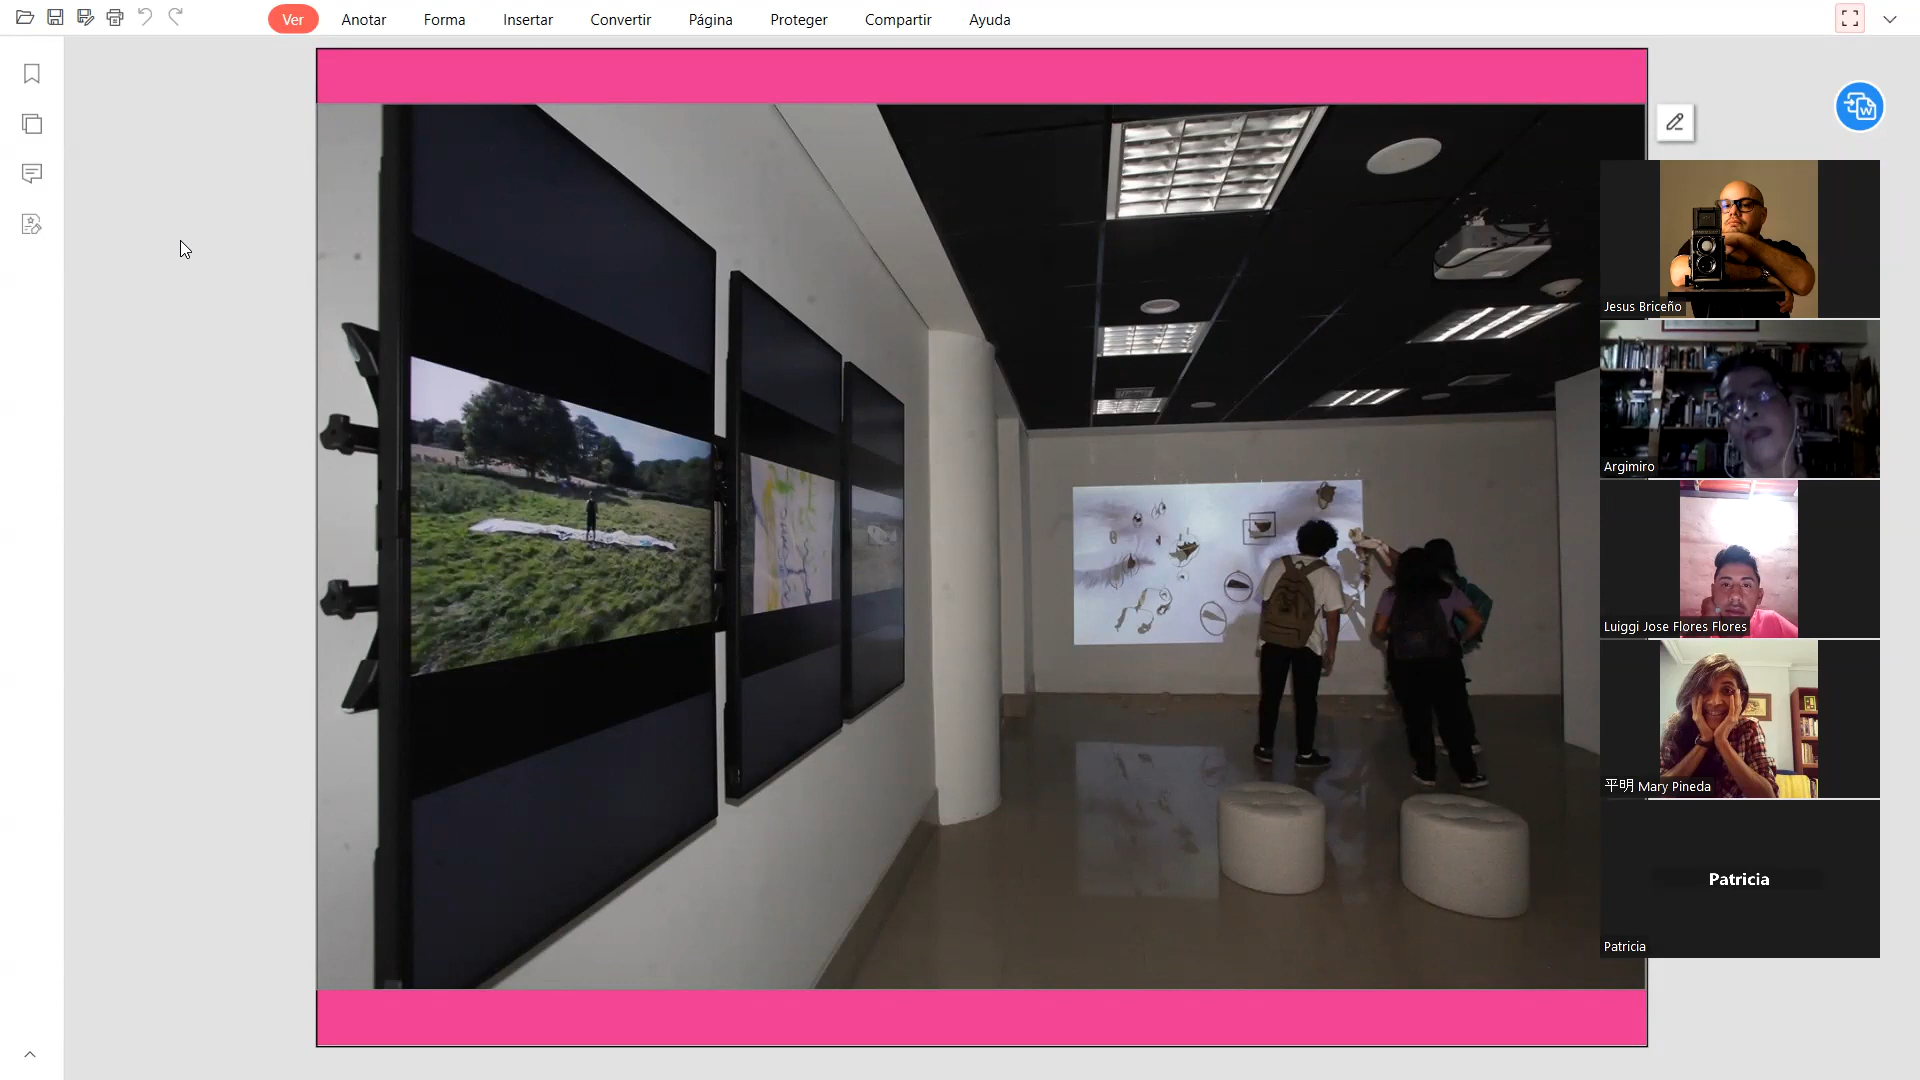 Ver Anotar Forma Insertar Convertir Página Proteger Compartir Ayuda
Jesus Briceño
Argimiro
Luiggi Jose Flores Flores
平明 Mary Pineda
Patricia
Patricia